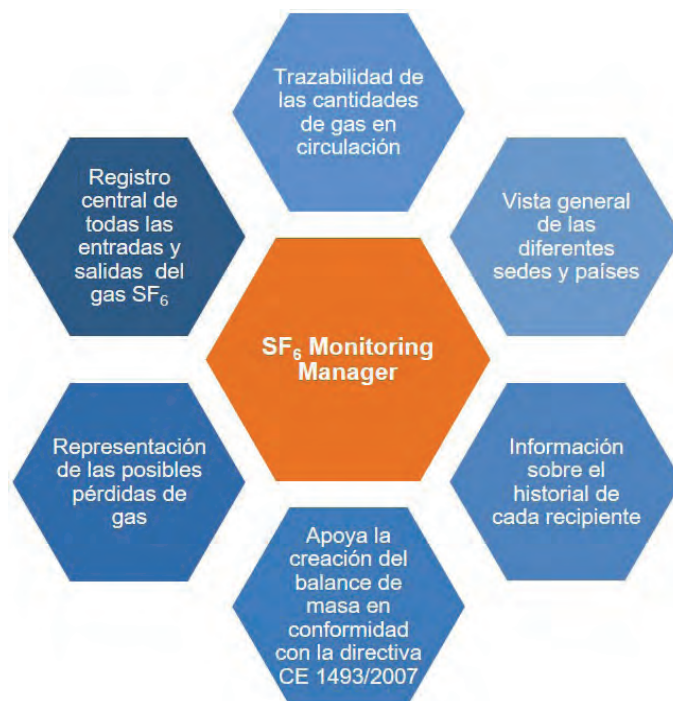 Trazabilidad de
las cantidades
de gas en
circulación
Registro
central de
todas las
entradas y
salidas del
gas SF₆
Vista general
de las
diferentes
sedes y países
SF₆ Monitoring
Manager
Representación
de las posibles
pérdidas de
gas
Información
sobre el
historial de
cada recipiente
Apoya la
creación del
balance de
masa en
conformidad
con la directiva
CE 1493/2007